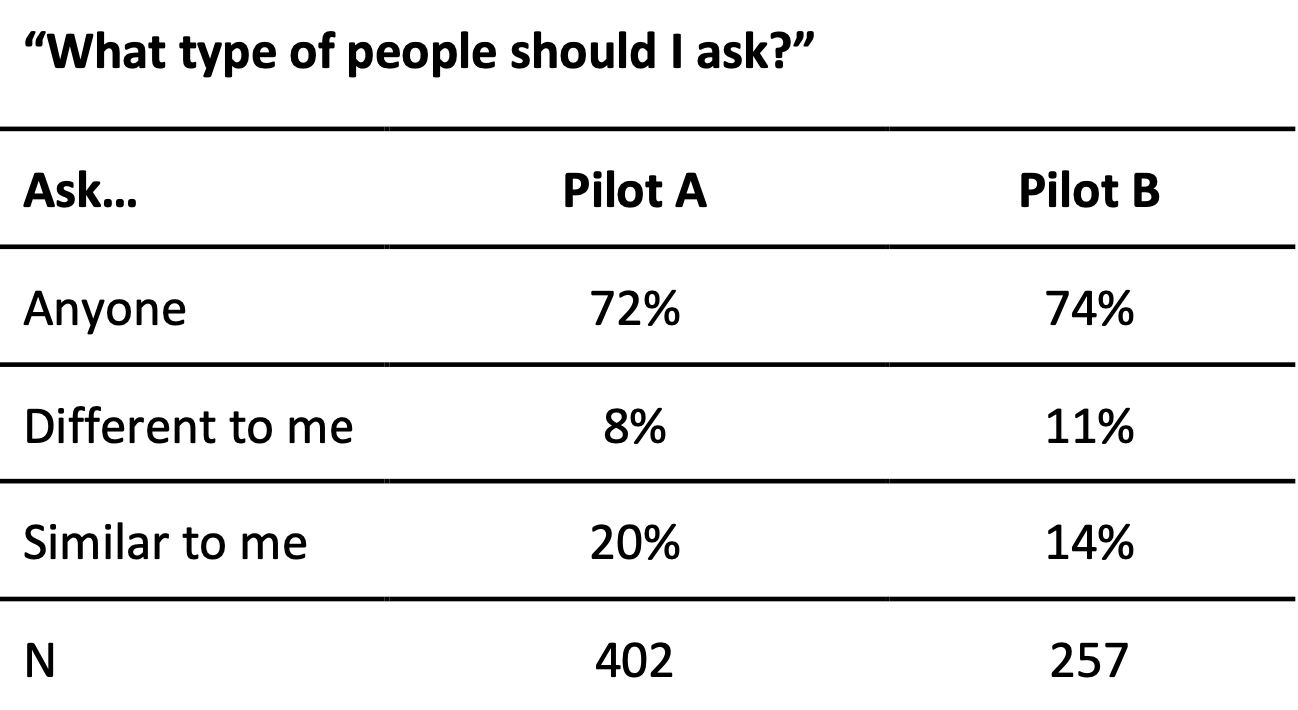 “What type of people should I ask?”
Ask... Pilot A Pilot B
Anyone 72% 74%
Different to me 8% 11%
Similar to me 20% 14%
N 402 257